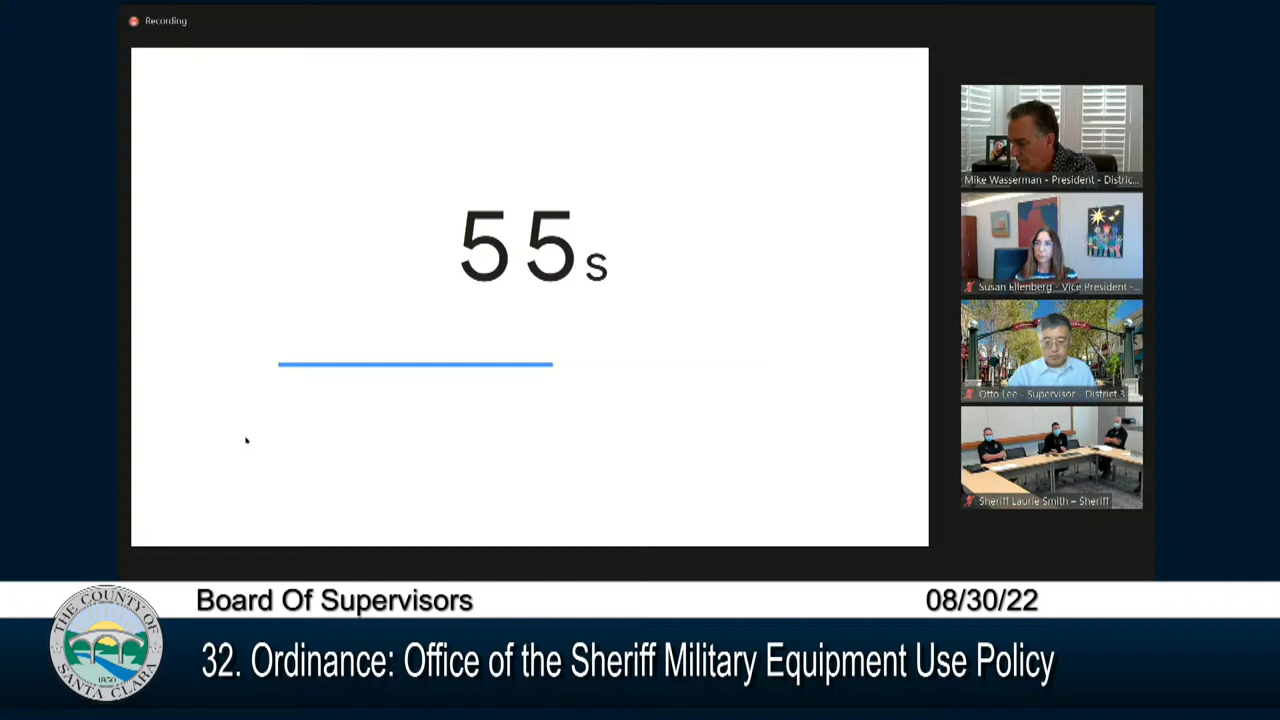 Recording
55s
Mike Wasserman - President - Distric...
Susan Ellenberg - Vice President -...
Otto Lee - Supervisor - District 3
Sheriff Laurie Smith - Sheriff
Board Of Supervisors
08/30/22
THE COUNTY OF SANTA CLARA
1850
32. Ordinance: Office of the Sheriff Military Equipment Use Policy